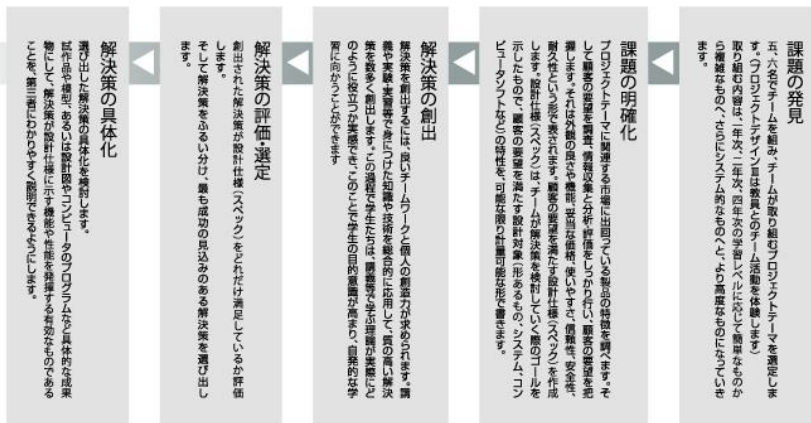 課題の発見
五、六名でチームを組み、チームが取り組むプロジェクトテーマを選定しま
す。（プロジェクトデザインⅢは教員とのチーム活動を体験します）
取り組む内容は、一年次、二年次、四年次の学習レベルに応じて簡単なものか
ら複雑なものへ、さらにシステム的なものへと、より高度なものになっていき
ます。
課題の明確化
プロジェクトテーマに関連する市場に出回っている製品の特徴を調べます。そ
して顧客の要望を調査、情報収集と分析、評価をしっかり行い、顧客の要望を把
握します。それは外観の良さや機能、妥当な価格、使いやすさ、信頼性、安全性、
耐久性という形で表されます。顧客の要望を満たす設計仕様（スペック）を作成
します。設計仕様（スペック）は、チームが解決策を検討していく際のゴールを
示したもので、顧客の要望を満たす設計対象（形あるもの、システム、コン
ピュータソフトなど）の特性を、可能な限り計量可能な形で書きます。
解決策の創出
解決策を創出するには、良いチームワークと個人の創造力が求められます。講
義や実験・実習等で身につけた知識や技術を総合的に応用して、質の高い解決
策を数多く創出します。この過程で学生たちは、講義等で学ぶ理論が実際にど
のように役立つか実感でき、このことで学生の目的意識が高まり、自発的な学
習に向かうことができます
解決策の評価・選定
創出された解決策が設計仕様（スペック）をどれだけ満足しているか評価
します。
そして解決策をふるい分け、最も成功の見込みのある解決策を選び出し
ます。
解決策の具体化
選び出した解決策の具体化を検討します。
試作品や模型、あるいは設計図やコンピュータのプログラムなど具体的な成果
物にして、解決策が設計仕様に示す機能や性能を発揮する有効なものである
ことを、第三者にわかりやすく説明できるようにします。